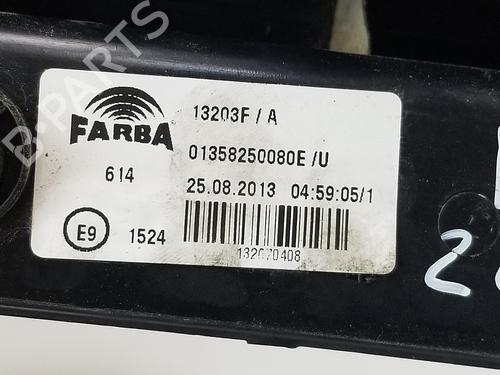 FARBA
13203F / A
01358250080E /U
614
25.08.2013 04:59:05/1
E9
1524
132070408
B-PARTS
2